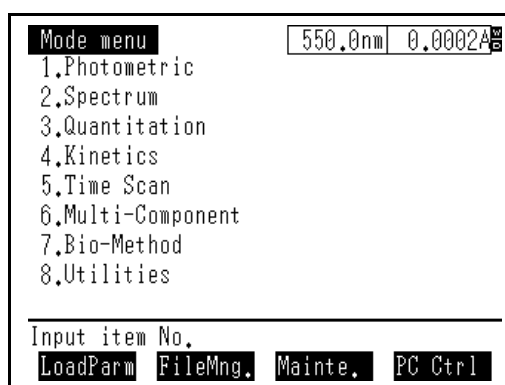 Mode menu 550.0nm 0.0002A W D
1.Photometric
2.Spectrum
3.Quantitation
4.Kinetics
5.Time Scan
6.Multi-Component
7.Bio-Method
8.Utilities
Input item No.
LoadParm FileMng. Mainte. PC Ctrl